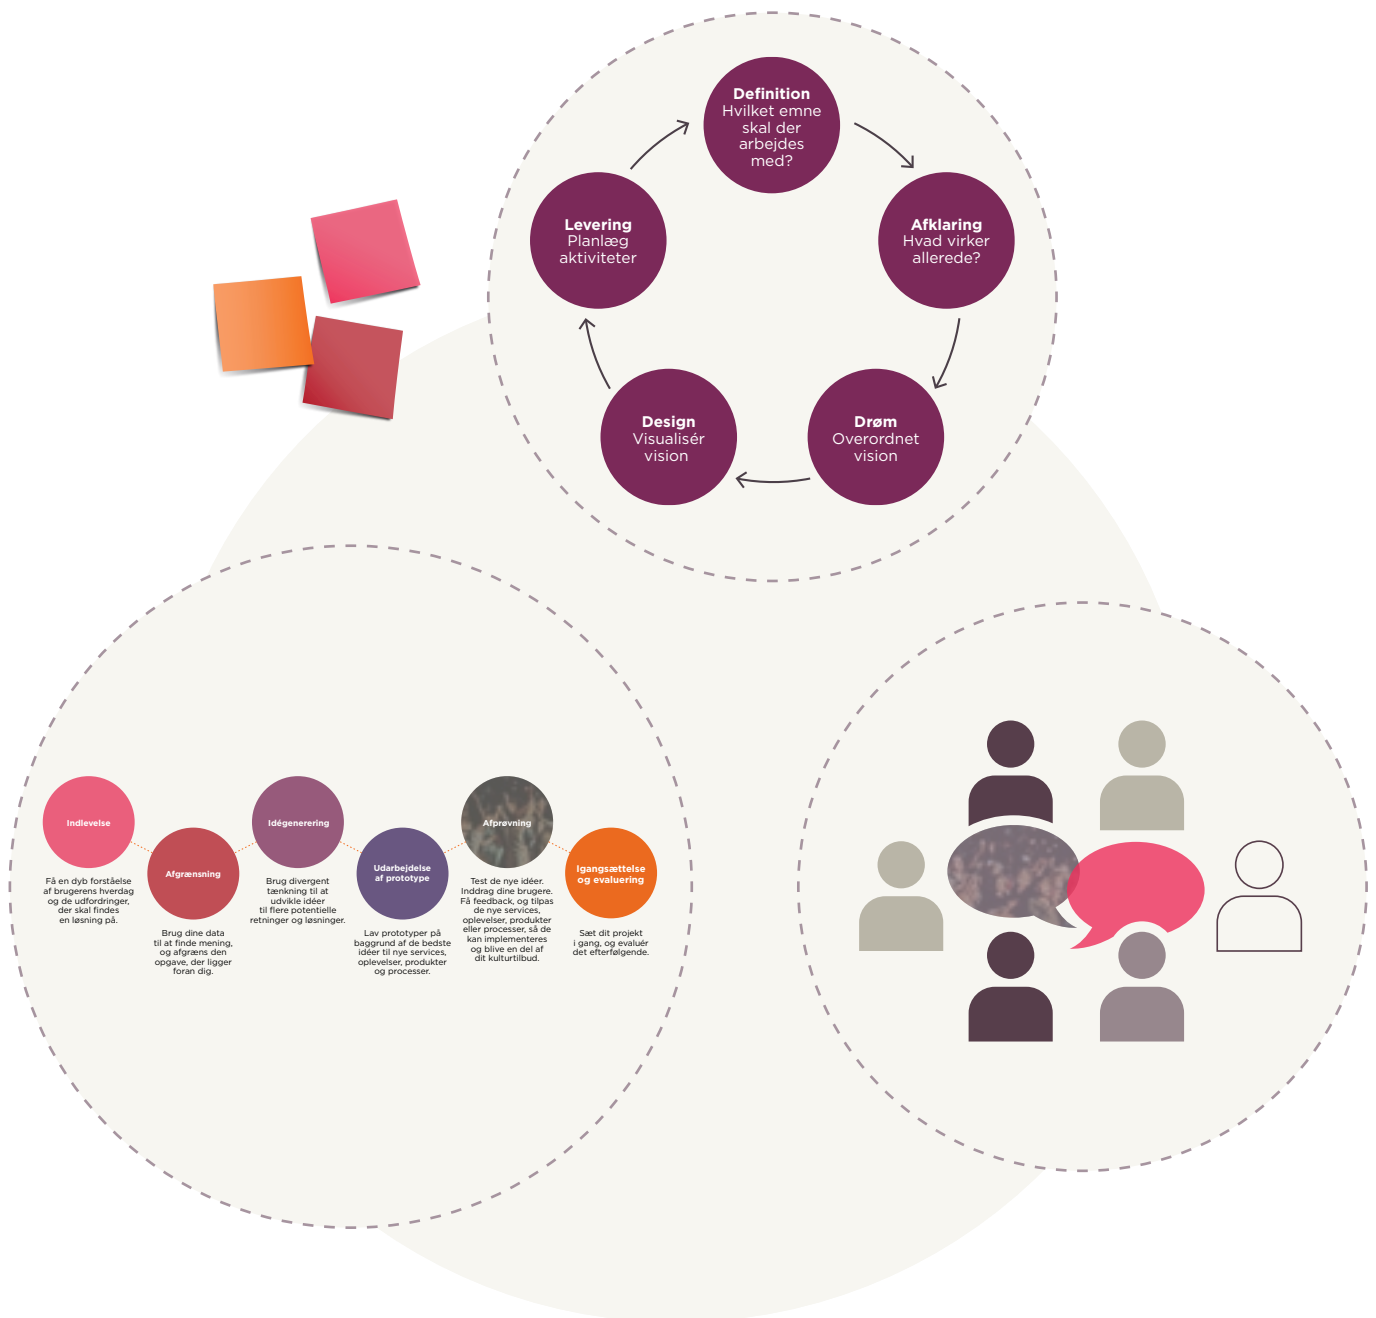 Definition
Hvilket emne
skal der
arbejdes
med?
Afklaring
Hvad virker
allerede?
Drøm
Overordnet
vision
Design
Visualisér
vision
Levering
Planlæg
aktiviteter
Indlevelse
Få en dyb forståelse
af brugerens hverdag
og de udfordringer,
der skal findes
en løsning på.
Afgrænsning
Brug dine data
til at finde mening,
og afgræns den
opgave, der ligger
foran dig.
Idégenerering
Brug divergent
tænkning til at
udvikle idéer
til flere potentielle
retninger og løsninger.
Udarbejdelse
af prototype
Lav prototyper på
baggrund af de bedste
idéer til nye services,
oplevelser, produkter
og processer.
Afprøvning
Test de nye idéer.
Inddrag dine brugere.
Få feedback, og tilpas
de nye services,
oplevelser, produkter
eller processer, så de
kan implementeres
og blive en del af
dit kulturtilbud.
Igangsættelse
og evaluering
Sæt dit projekt
i gang, og evaluér
det efterfølgende.